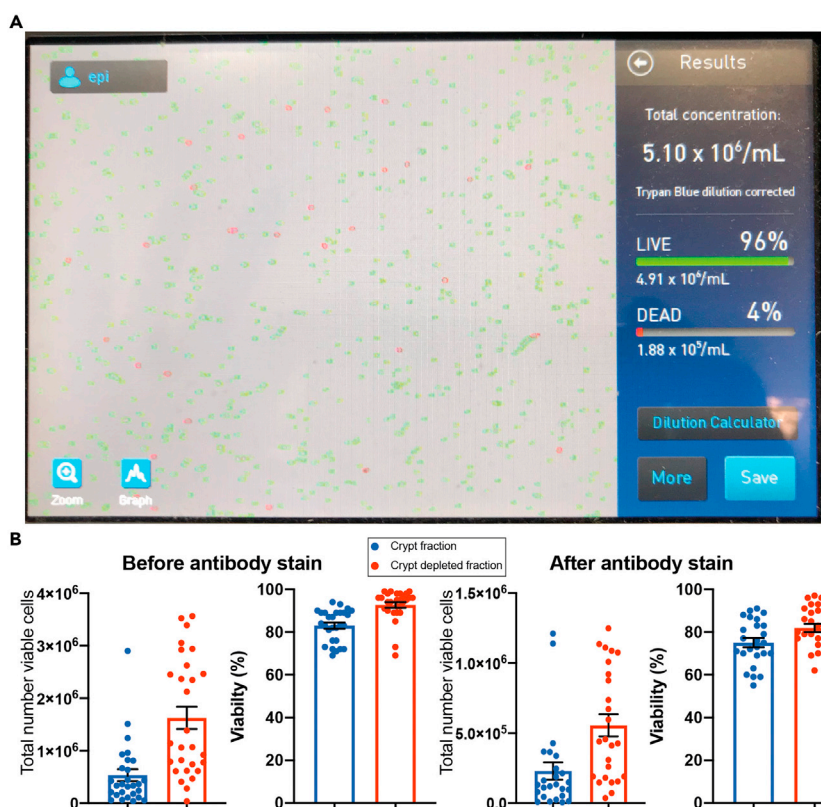 A
epi
Results
Total concentration:
5.10 x 10⁶/mL
Trypan Blue dilution corrected
LIVE 96%
4.91 x 10⁶/mL
DEAD 4%
1.88 x 10⁵/mL
Dilution Calculator
More Save
Zoom Graph
B
Before antibody stain
Crypt fraction
Crypt depleted fraction
After antibody stain
Total number viable cells
4×10⁶
3×10⁶
2×10⁶
1×10⁶
0
Viabilty (%)
100
80
60
40
20
0
Total number viable cells
1.5×10⁶
1.0×10⁶
5.0×10⁵
0.0
Viability (%)
100
80
60
40
20
0